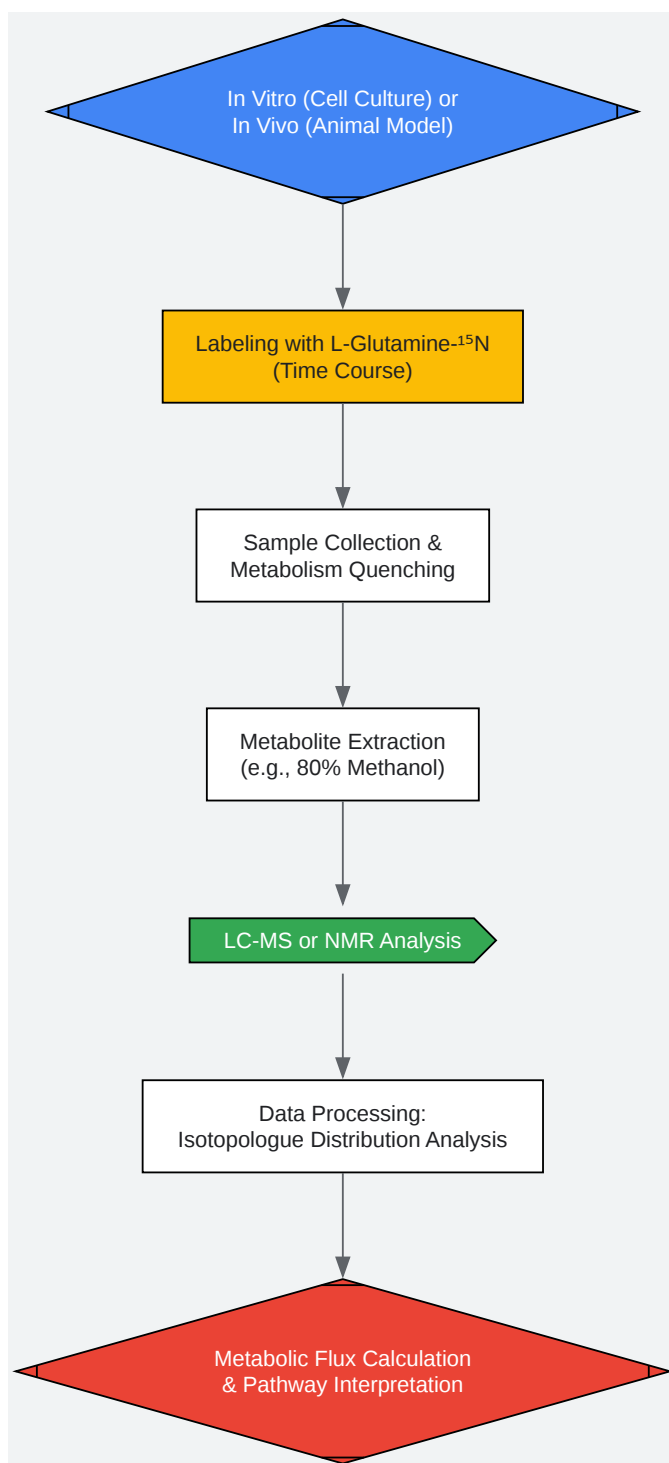 In Vitro (Cell Culture) or
In Vivo (Animal Model)
Labeling with L-Glutamine-¹⁵N
(Time Course)
Sample Collection &
Metabolism Quenching
Metabolite Extraction
(e.g., 80% Methanol)
LC-MS or NMR Analysis
Data Processing:
Isotopologue Distribution Analysis
Metabolic Flux Calculation
& Pathway Interpretation